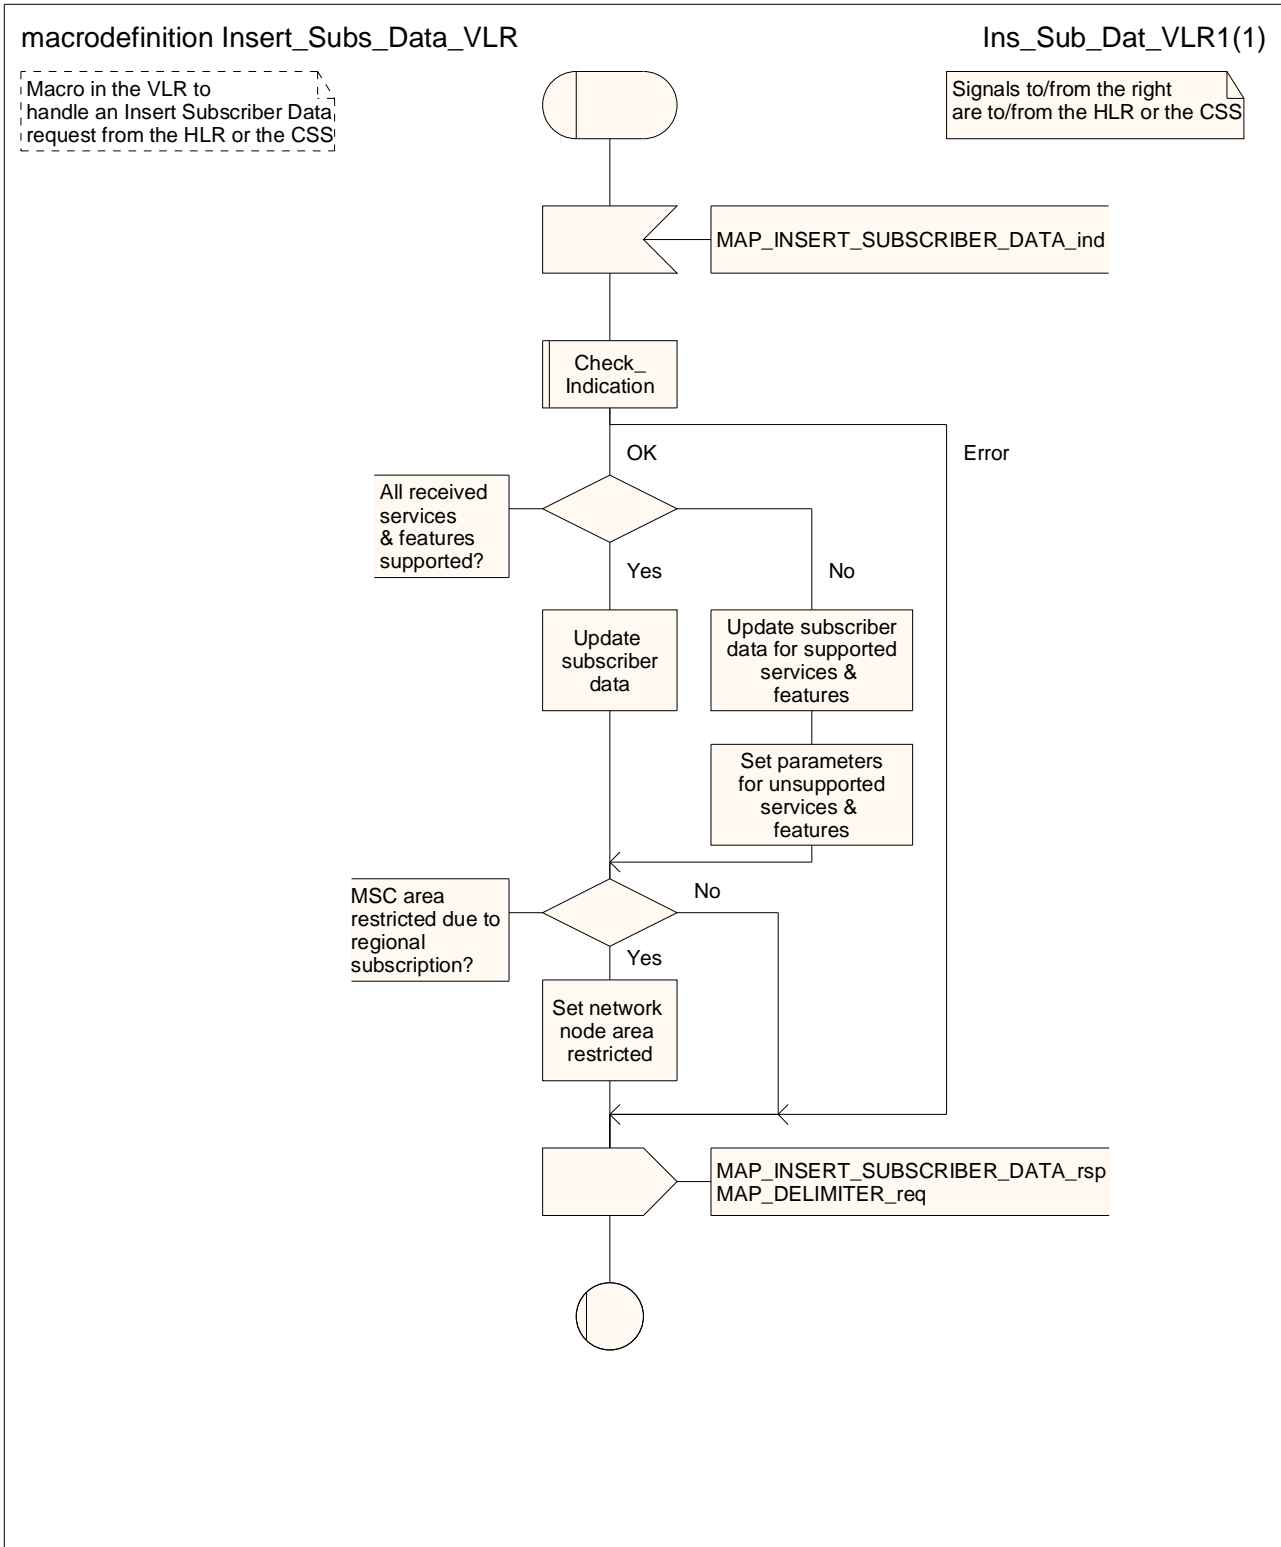 macrodefinition Insert_Subs_Data_VLR
Ins_Sub_Dat_VLR1(1)
Macro in the VLR to
handle an Insert Subscriber Data
request from the HLR or the CSS
Signals to/from the right
are to/from the HLR or the CSS
MAP_INSERT_SUBSCRIBER_DATA_ind
Check_
Indication
OK
Error
All received
services
& features
supported?
Yes
No
Update
subscriber
data
Update subscriber
data for supported
services &
features
Set parameters
for unsupported
services &
features
MSC area
restricted due to
regional
subscription?
No
Yes
Set network
node area
restricted
MAP_INSERT_SUBSCRIBER_DATA_rsp
MAP_DELIMITER_req